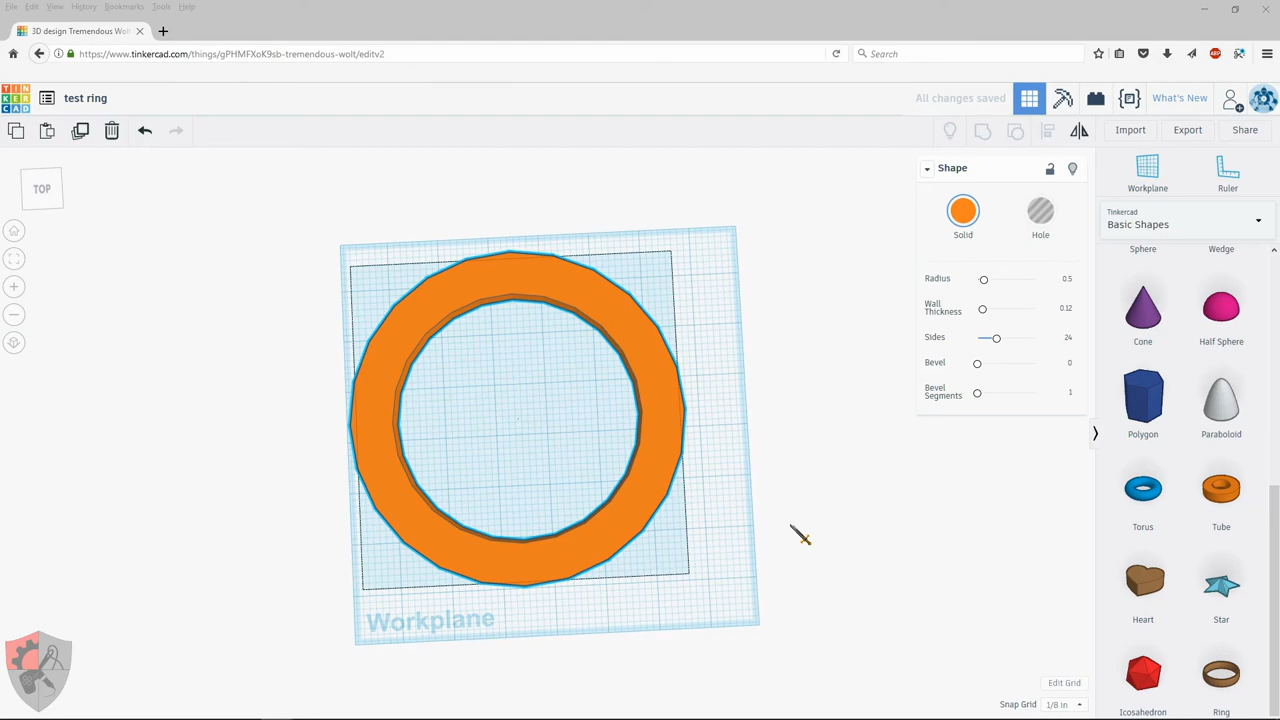 File Edit View History Bookmarks Tools Help
3D design Tremendous Wolt
https://www.tinkercad.com/things/gPHMFXoK9sb-tremendous-wolt/editv2
Search
TIN
KER
CAD
test ring
All changes saved
What's New
Import Export Share
TOP
Shape
Solid Hole
Radius 0.5
Wall
Thickness 0.12
Sides 24
Bevel 0
Bevel
Segments 1
Workplane Ruler
Tinkercad
Basic Shapes
Sphere Wedge
Cone Half Sphere
Polygon Paraboloid
Torus Tube
Heart Star
Icosahedron Ring
Workplane
Edit Grid
Snap Grid 1/8 in